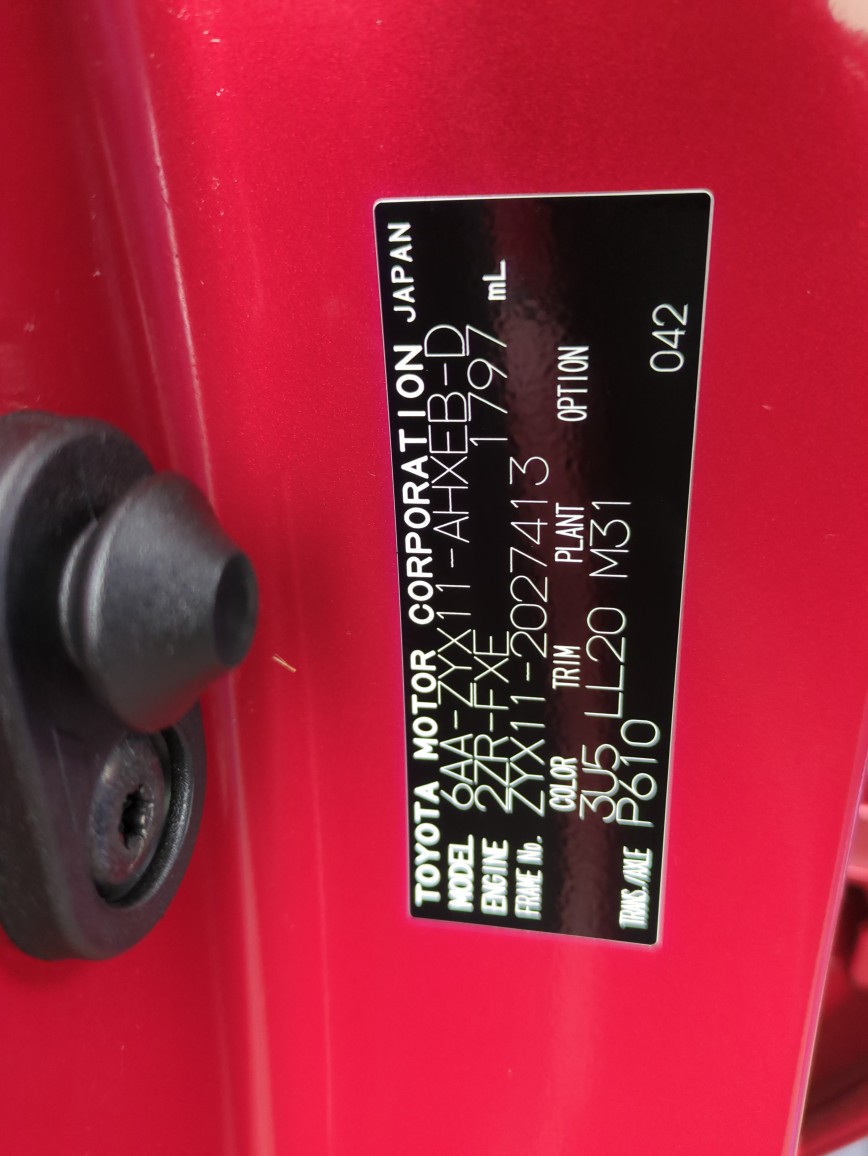 TOYOTA MOTOR CORPORATION JAPAN
MODEL 6AA-ZYX11-AHXEB-D
ENGINE 2ZR-FXE 1797 mL
FRAME No. ZYX11-2027413
COLOR TRIM PLANT OPTION
3U5 LL20 M31
TRANS./AXLE P610 042